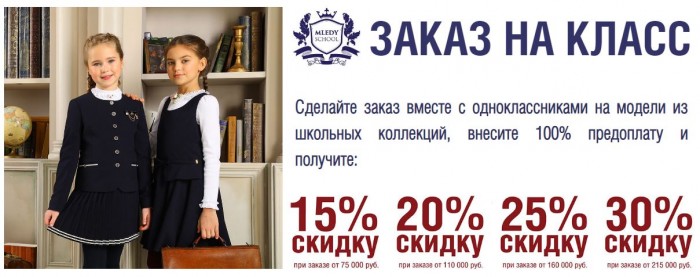 MLEDY
SCHOOL
ЗАКАЗ НА КЛАСС
Сделайте заказ вместе с одноклассниками на модели из
школьных коллекций, внесите 100% предоплату и
получите:
15% 20% 25% 30%
скидку скидку скидку скидку
при заказе от 75 000 руб. при заказе от 110 000 руб. при заказе от 160 000 руб. при заказе от 215 000 руб.